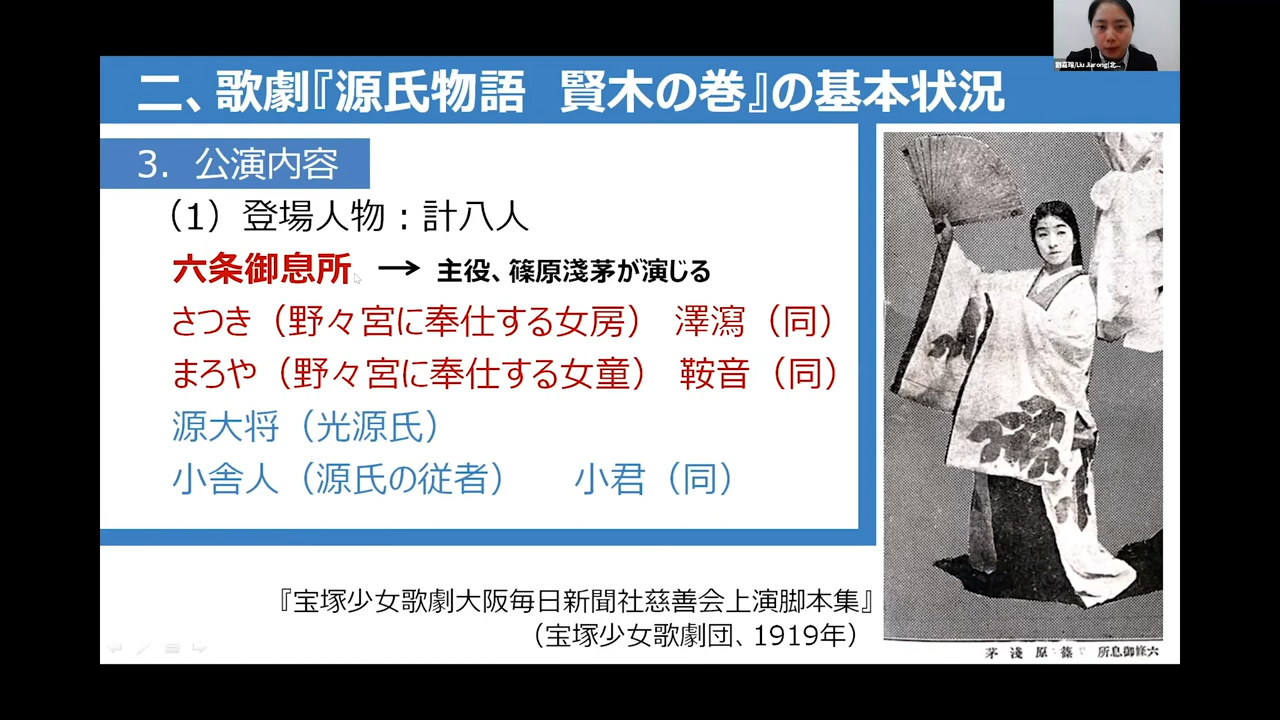 劉嘉瑢/Liu Jiarong(北...
二、歌劇『源氏物語　賢木の巻』の基本状況
3. 公演内容
（1）登場人物：計八人
六条御息所 → 主役、篠原淺茅が演じる
さつき（野々宮に奉仕する女房） 澤瀉（同）
まろや（野々宮に奉仕する女童） 鞍音（同）
源大将（光源氏）
小舎人（源氏の従者） 小君（同）
『宝塚少女歌劇大阪毎日新聞社慈善会上演脚本集』
（宝塚少女歌劇団、1919年）
茅 淺 原 篠 所息御條六